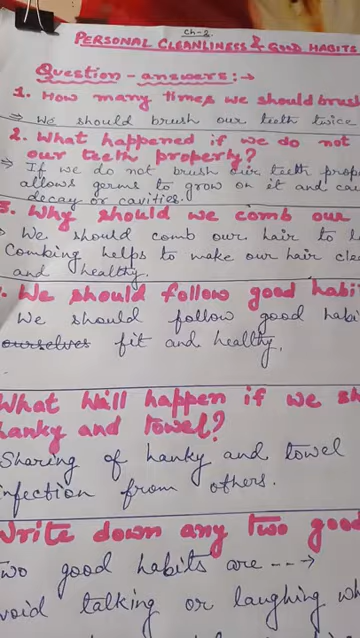 Ch-2.
PERSONAL CLEANLINESS & GOOD HABITS
Question-answers:→
1. How many times we should brush
⇒ We should brush our teeth twice
2. What happened if we do not
our teeth property?
⇒ If we do not brush our teeth prop
allows germs to grow on it and ca
decay or cavities.
3. Why should we comb our
We should comb our hair to
Combing helps to make our hair clea
and healthy.
We should follow good habi
We should follow good habi
ourselves fit and healthy.
What Will happen if we sh
hanky and towel?
Sharing of hanky and towel
infection from others.
Write down any two good
Two good habits are --→
void talking or laughing wh